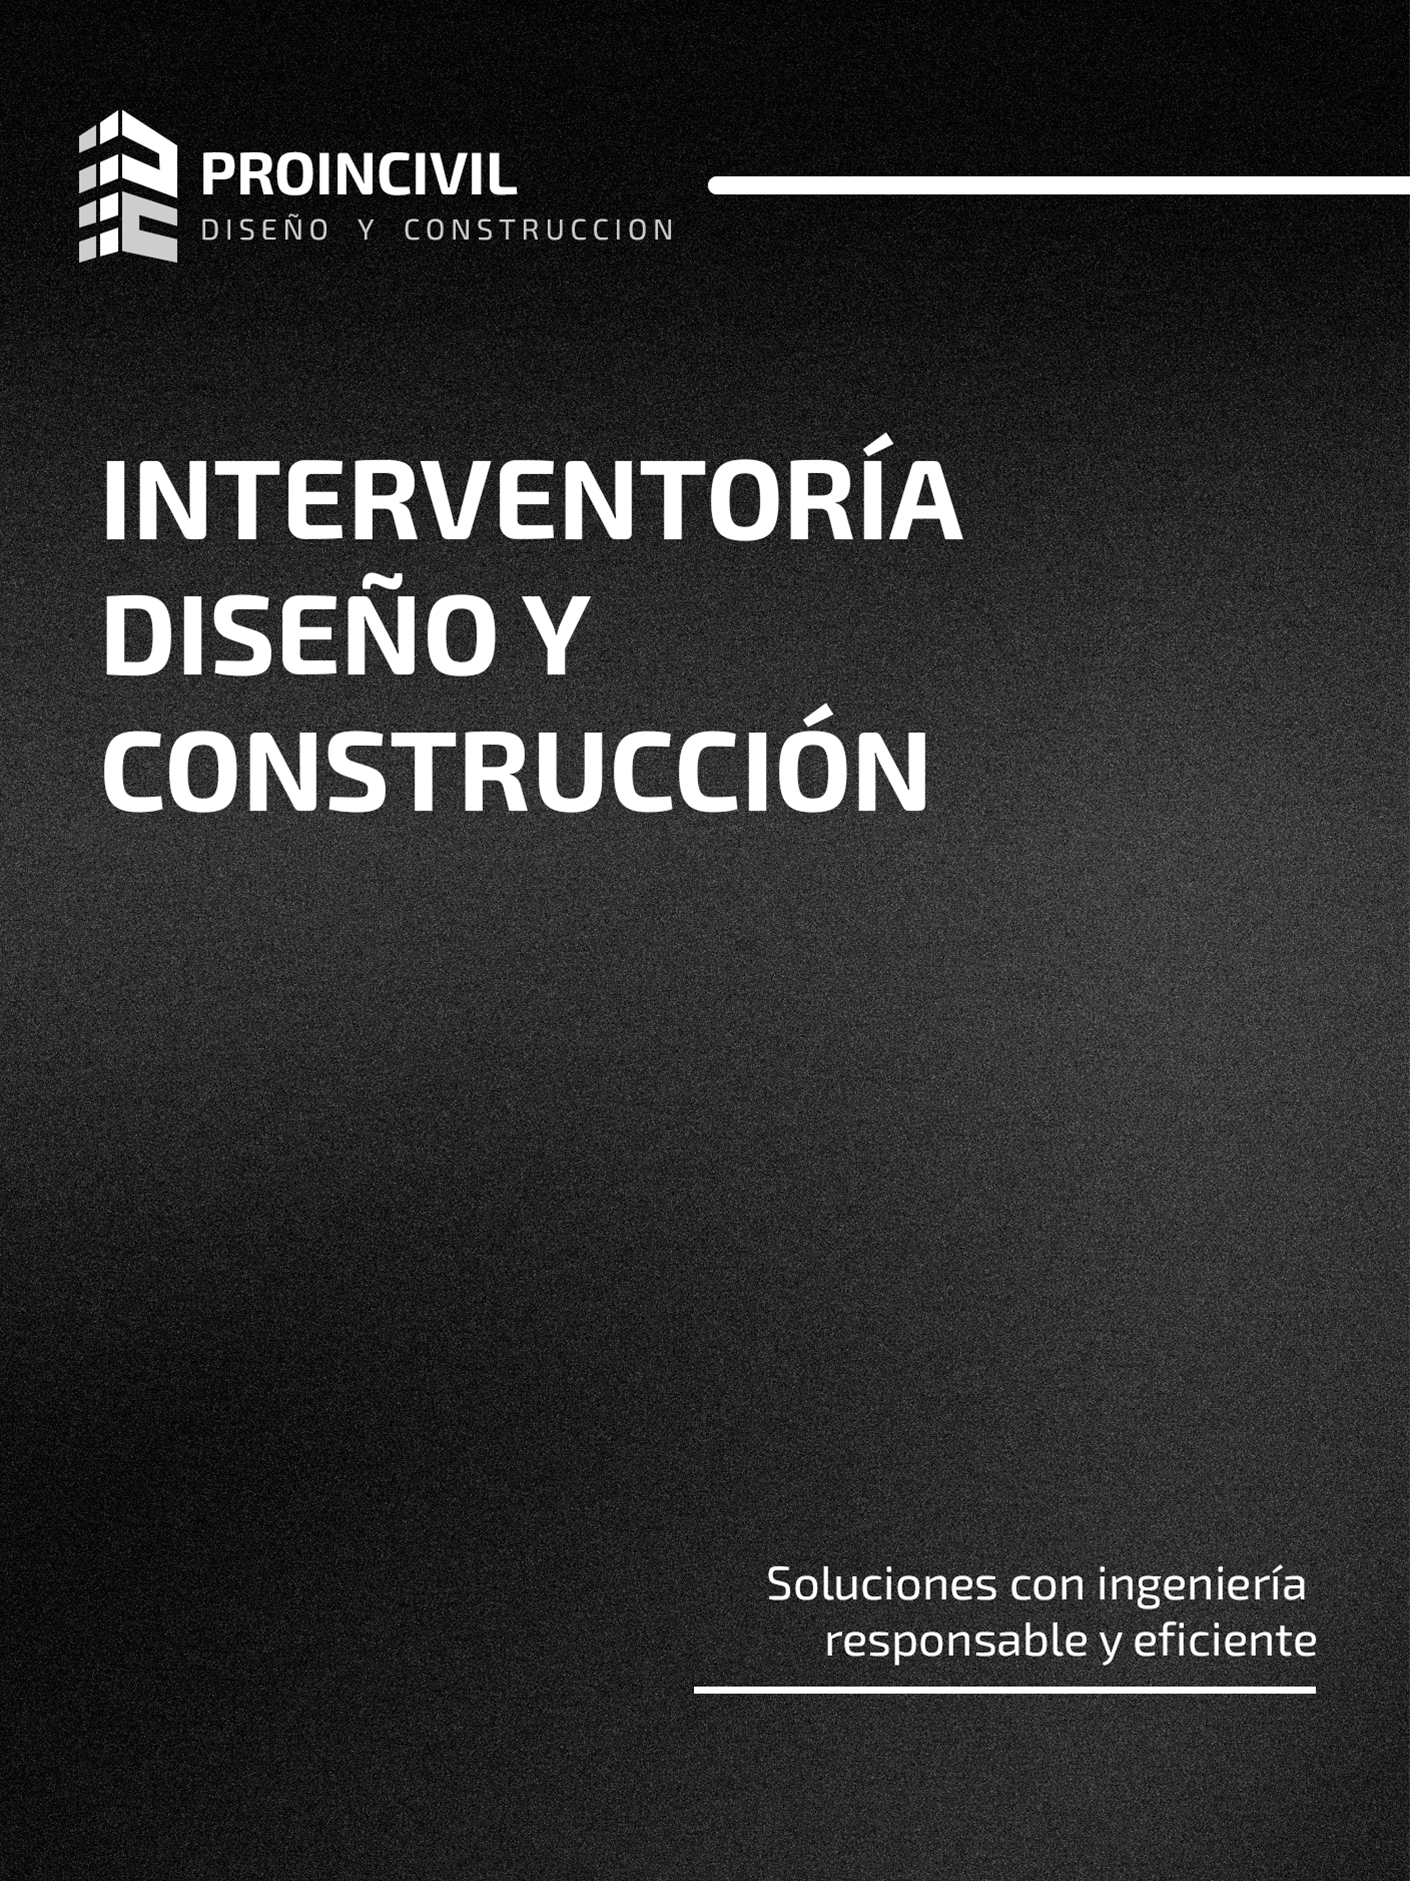 PROINCIVIL
DISEÑO Y CONSTRUCCION
INTERVENTORÍA
DISEÑO Y
CONSTRUCCIÓN
Soluciones con ingeniería
responsable y eficiente